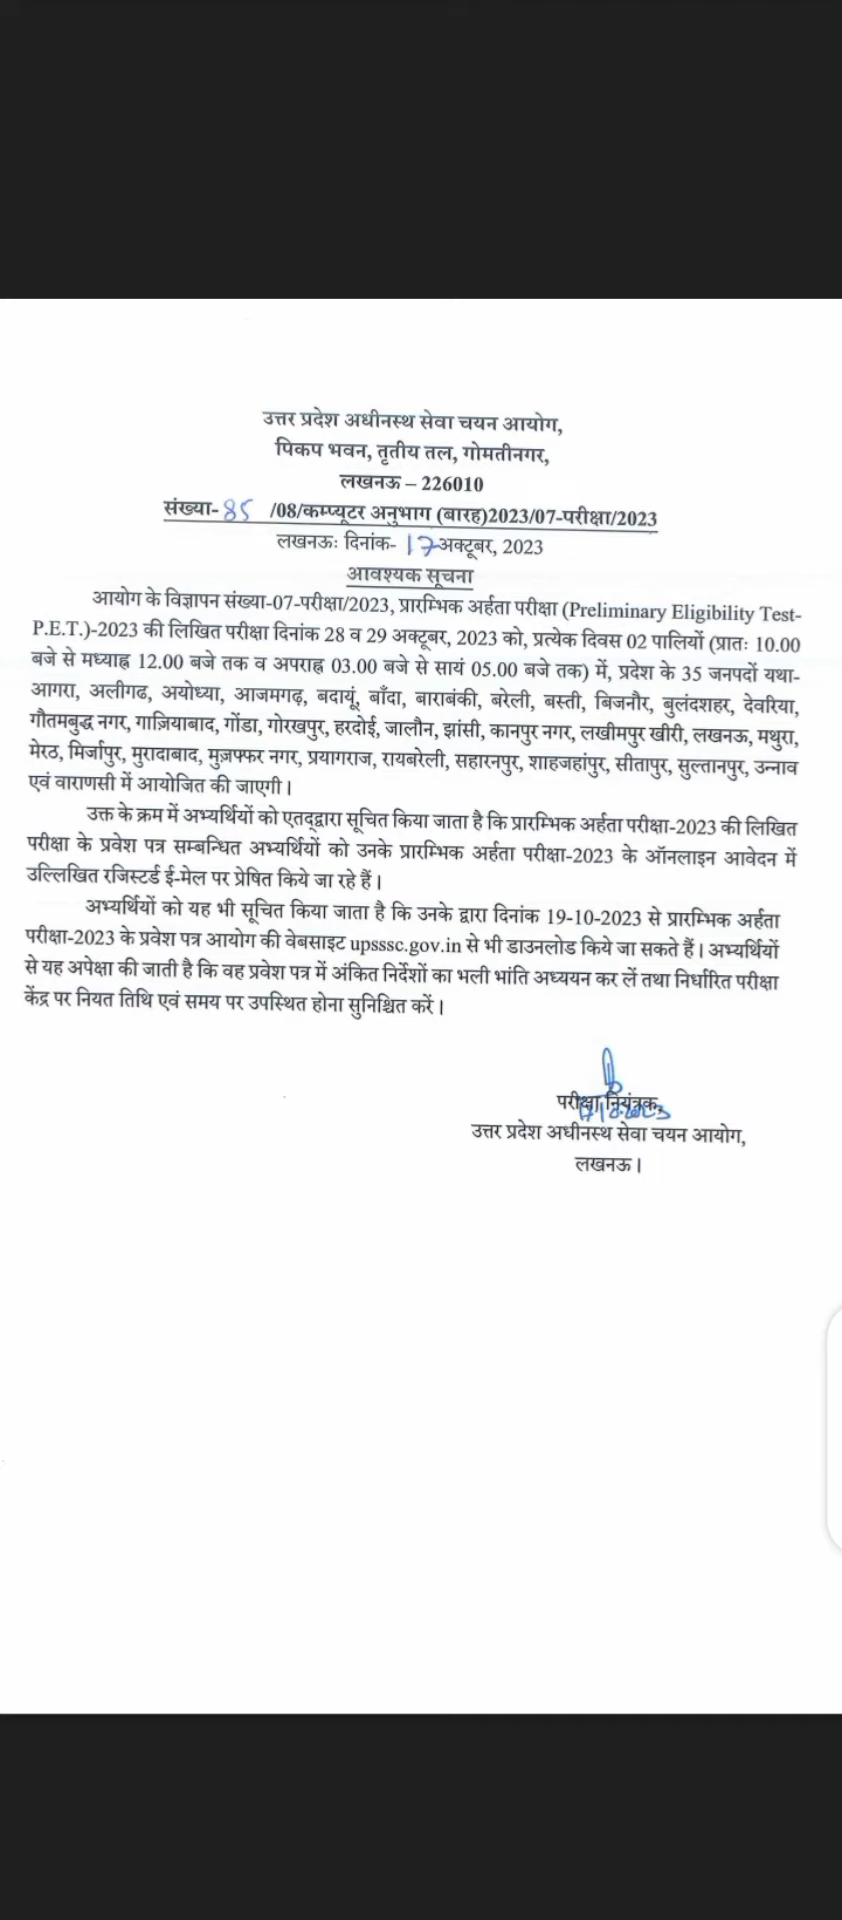 उत्तर प्रदेश अधीनस्थ सेवा चयन आयोग,
पिकप भवन, तृतीय तल, गोमतीनगर,
लखनऊ – 226010
संख्या- 85 /08/कम्प्यूटर अनुभाग (बारह)2023/07-परीक्षा/2023
लखनऊः दिनांक- 17 अक्टूबर, 2023
आवश्यक सूचना
आयोग के विज्ञापन संख्या-07-परीक्षा/2023, प्रारम्भिक अर्हता परीक्षा (Preliminary Eligibility Test-
P.E.T.)-2023 की लिखित परीक्षा दिनांक 28 व 29 अक्टूबर, 2023 को, प्रत्येक दिवस 02 पालियों (प्रातः 10.00
बजे से मध्याह्न 12.00 बजे तक व अपराह्न 03.00 बजे से सायं 05.00 बजे तक) में, प्रदेश के 35 जनपदों यथा-
आगरा, अलीगढ, अयोध्या, आजमगढ़, बदायूं, बाँदा, बाराबंकी, बरेली, बस्ती, बिजनौर, बुलंदशहर, देवरिया,
गौतमबुद्ध नगर, गाज़ियाबाद, गोंडा, गोरखपुर, हरदोई, जालौन, झांसी, कानपुर नगर, लखीमपुर खीरी, लखनऊ, मथुरा,
मेरठ, मिर्जापुर, मुरादाबाद, मुज़फ्फर नगर, प्रयागराज, रायबरेली, सहारनपुर, शाहजहांपुर, सीतापुर, सुल्तानपुर, उन्नाव
एवं वाराणसी में आयोजित की जाएगी।
उक्त के क्रम में अभ्यर्थियों को एतद्द्वारा सूचित किया जाता है कि प्रारम्भिक अर्हता परीक्षा-2023 की लिखित
परीक्षा के प्रवेश पत्र सम्बन्धित अभ्यर्थियों को उनके प्रारम्भिक अर्हता परीक्षा-2023 के ऑनलाइन आवेदन में
उल्लिखित रजिस्टर्ड ई-मेल पर प्रेषित किये जा रहे हैं।
अभ्यर्थियों को यह भी सूचित किया जाता है कि उनके द्वारा दिनांक 19-10-2023 से प्रारम्भिक अर्हता
परीक्षा-2023 के प्रवेश पत्र आयोग की वेबसाइट upsssc.gov.in से भी डाउनलोड किये जा सकते हैं। अभ्यर्थियों
से यह अपेक्षा की जाती है कि वह प्रवेश पत्र में अंकित निर्देशों का भली भांति अध्ययन कर लें तथा निर्धारित परीक्षा
केंद्र पर नियत तिथि एवं समय पर उपस्थित होना सुनिश्चित करें।
परीक्षा नियंत्रक,
उत्तर प्रदेश अधीनस्थ सेवा चयन आयोग,
लखनऊ।